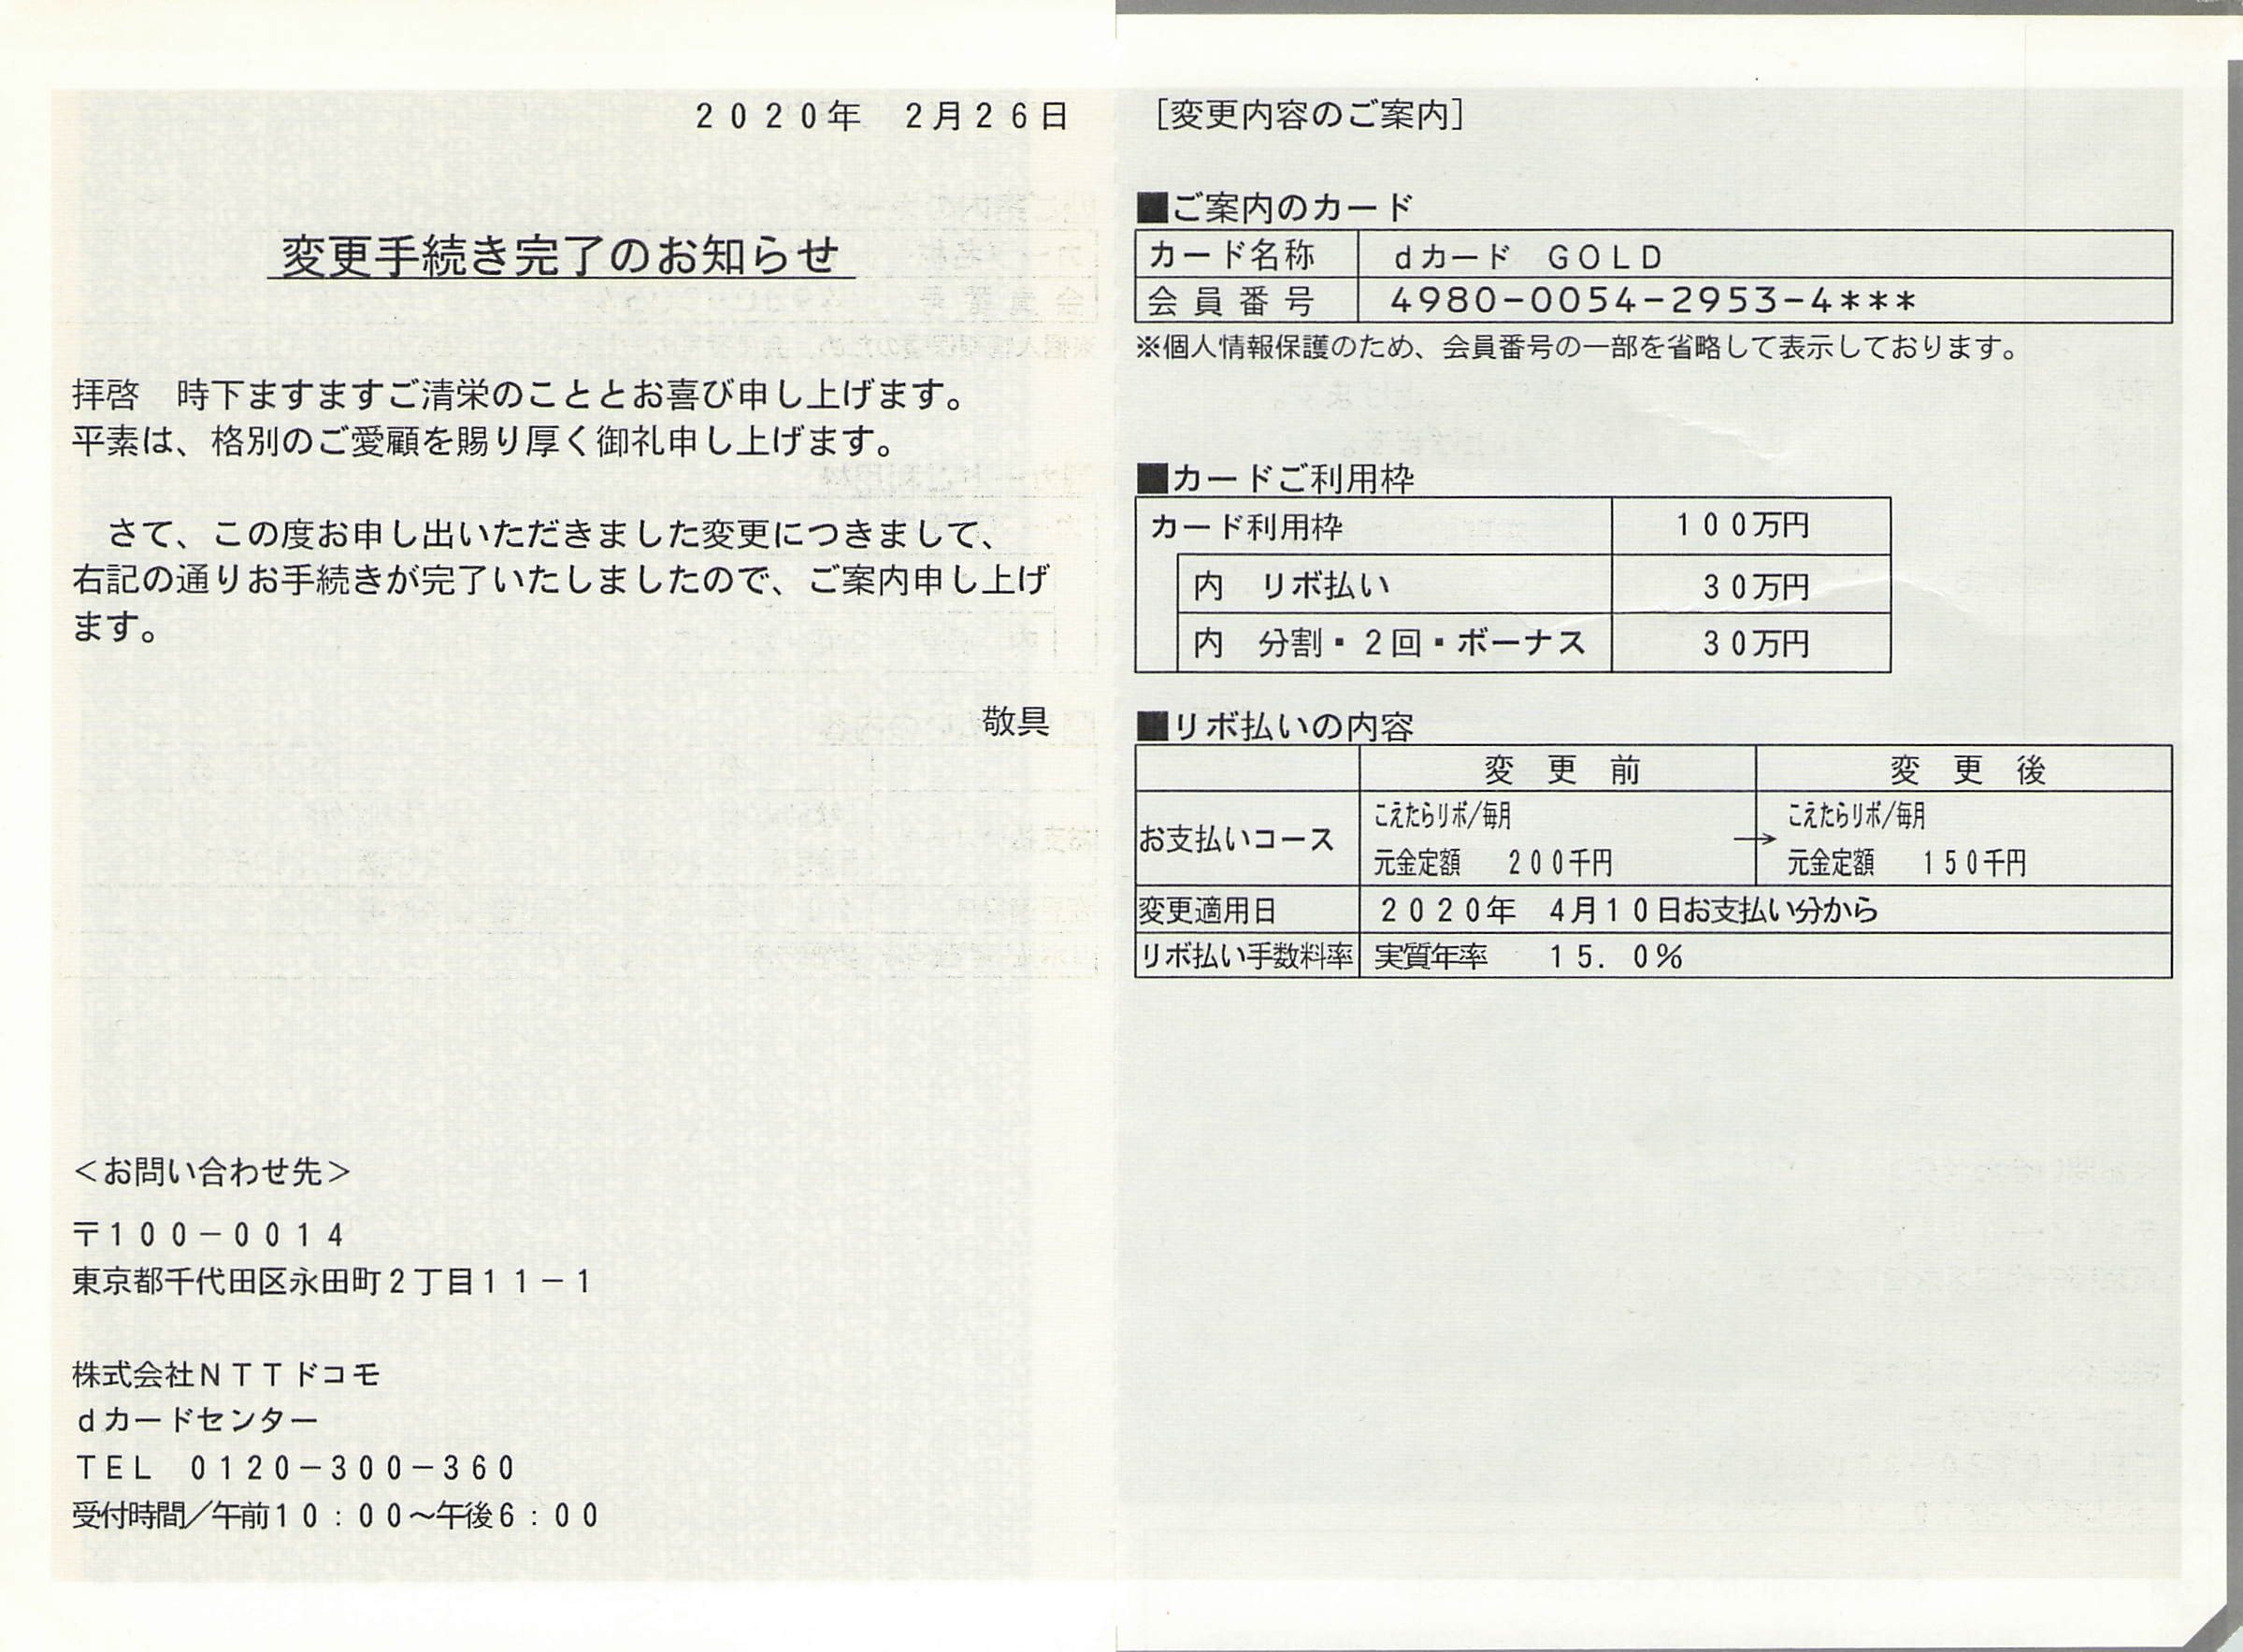 2020年　2月26日
変更手続き完了のお知らせ
拝啓　時下ますますご清栄のこととお喜び申し上げます。
平素は、格別のご愛顧を賜り厚く御礼申し上げます。
さて、この度お申し出いただきました変更につきまして、
右記の通りお手続きが完了いたしましたので、ご案内申し上げ
ます。
敬具
＜お問い合わせ先＞
〒100－0014
東京都千代田区永田町2丁目11－1
株式会社NTTドコモ
dカードセンター
TEL　0120－300－360
受付時間／午前10：00～午後6：00
［変更内容のご案内］
■ご案内のカード
カード名称　dカード　GOLD
会員番号　4980-0054-2953-4***
※個人情報保護のため、会員番号の一部を省略して表示しております。
■カードご利用枠
カード利用枠　100万円
内　リボ払い　30万円
内　分割・2回・ボーナス　30万円
■リボ払いの内容
変更前　変更後
お支払いコース　こえたらリボ/毎月　→　こえたらリボ/毎月
元金定額　200千円　元金定額　150千円
変更適用日　2020年　4月10日お支払い分から
リボ払い手数料率　実質年率　15．0％